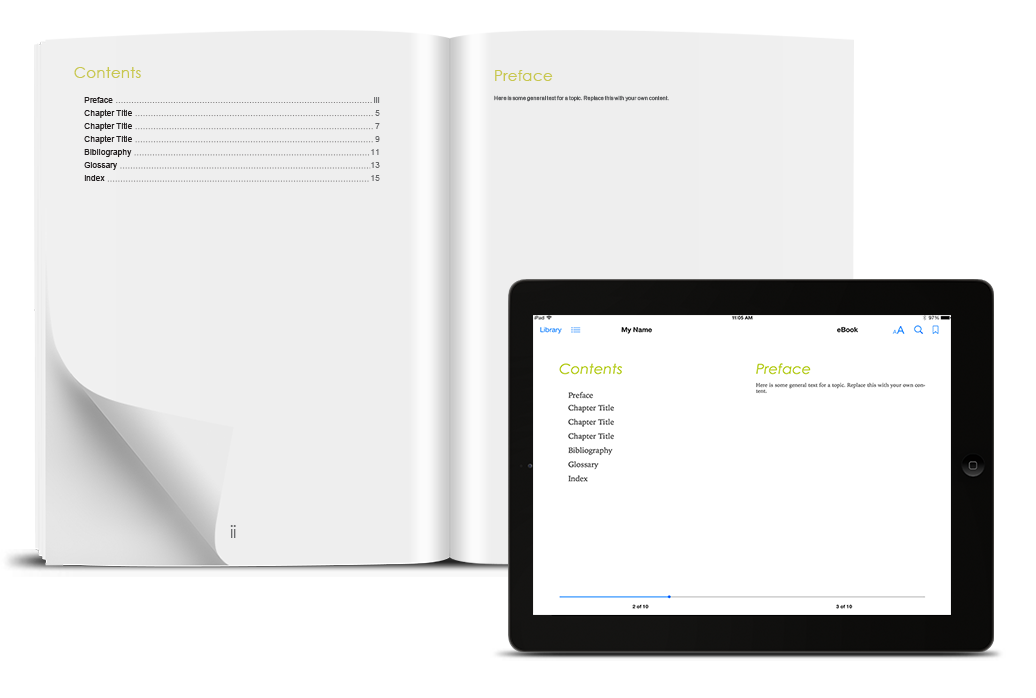 Contents
Preface ........ iii
Chapter Title ........ 5
Chapter Title ........ 7
Chapter Title ........ 9
Bibliography ........ 11
Glossary ........ 13
Index ........ 15
ii
Preface
Here is some general text for a topic. Replace this with your own content.
iPad 11:05 AM 97%
Library My Name eBook AA
Contents
Preface
Chapter Title
Chapter Title
Chapter Title
Bibliography
Glossary
Index
2 of 10
Preface
Here is some general text for a topic. Replace this with your own con-
tent.
3 of 10